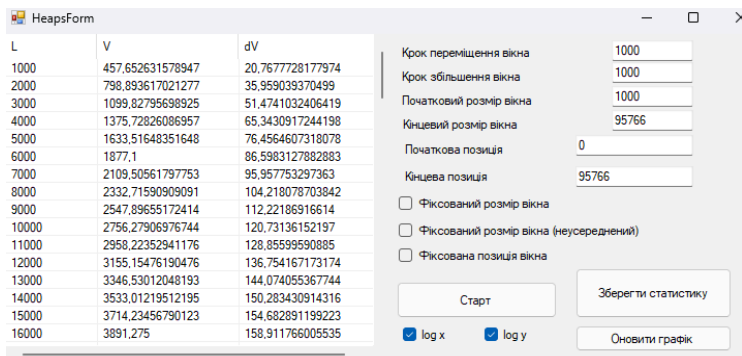 HeapsForm
L V dV
1000 457,652631578947 20,7677728177974
2000 798,893617021277 35,959039370499
3000 1099,82795698925 51,4741032406419
4000 1375,72826086957 65,3430917244198
5000 1633,51648351648 76,4564607318078
6000 1877,1 86,5983127882883
7000 2109,50561797753 95,957753297363
8000 2332,71590909091 104,218078703842
9000 2547,89655172414 112,22186916614
10000 2756,27906976744 120,73136152197
11000 2958,22352941176 128,85599590885
12000 3155,15476190476 136,754167173174
13000 3346,53012048193 144,074055367744
14000 3533,01219512195 150,283430914316
15000 3714,23456790123 154,682891199223
16000 3891,275 158,911766005535
Крок переміщення вікна 1000
Крок збільшення вікна 1000
Початковий розмір вікна 1000
Кінцевий розмір вікна 95766
Початкова позиція 0
Кінцева позиція 95766
Фіксований розмір вікна
Фіксований розмір вікна (неусереднений)
Фіксована позиція вікна
Старт Зберегти статистику
log x log y Оновити графік